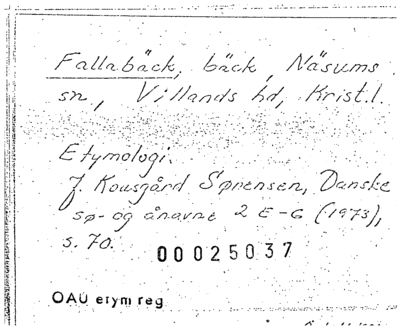 Fallabäck, bäck, Näsums
sn, Villands hd, Krist.l.
Etymologi.
J. Kousgård Sørensen, Danske
sø- og ånavne 2 E-G (1973),
s. 70.
00025037
OAU etym reg